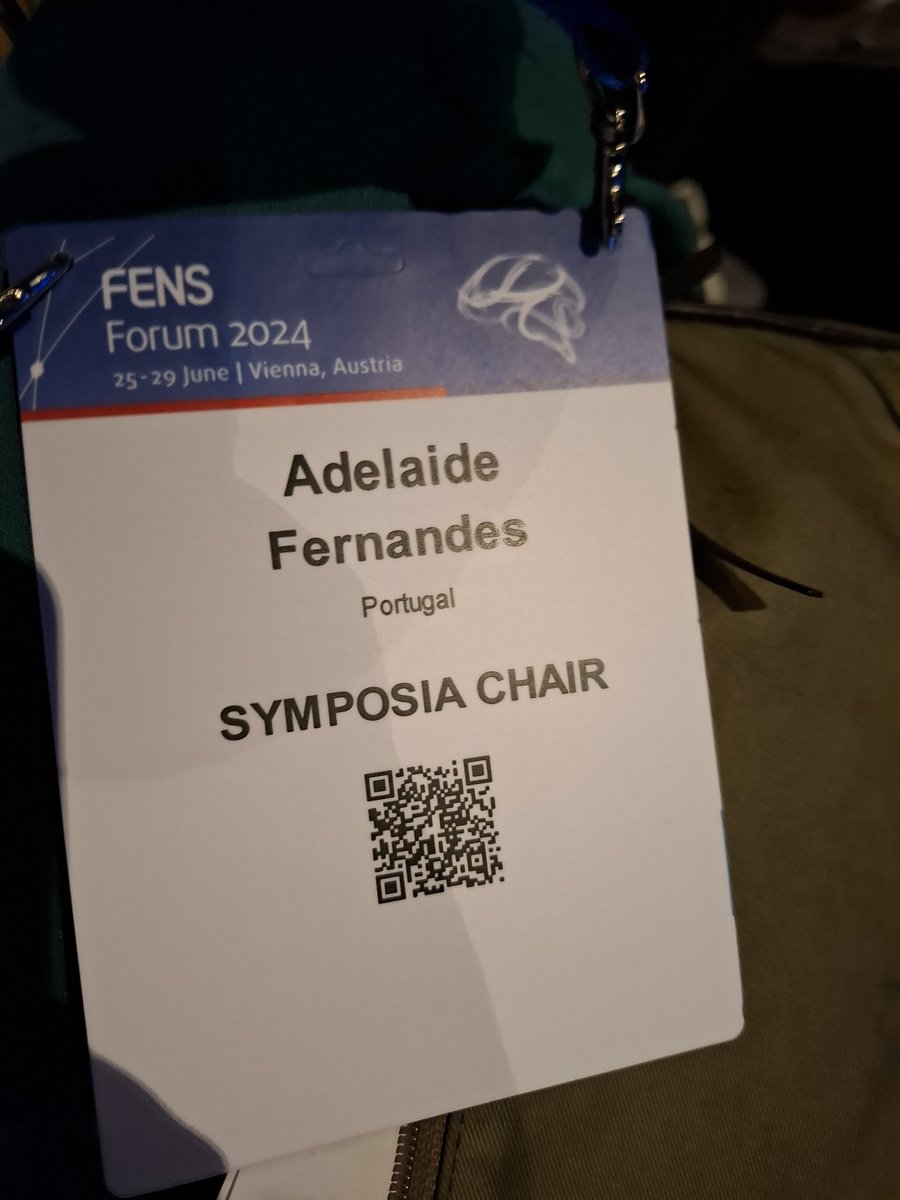 FENS
Forum 2024
25-29 June | Vienna, Austria
Adelaide
Fernandes
Portugal
SYMPOSIA CHAIR